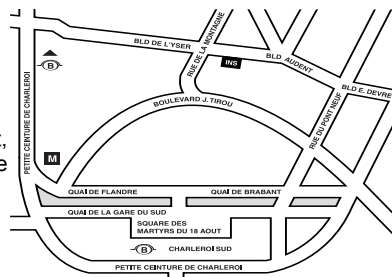 BLD DE L'YSER
RUE DE LA MONTAGNE
INS
BLD AUDENT
BLD E. DEVRE
B
PETITE CEINTURE DE CHARLEROI
BOULEVARD J. TIROU
RUE DU PONT NEUF
M
e
QUAI DE FLANDRE
QUAI DE BRABANT
QUAI DE LA GARE DU SUD
SQUARE DES
MARTYRS DU 18 AOUT
B
CHARLEROI SUD
PETITE CEINTURE DE CHARLEROI